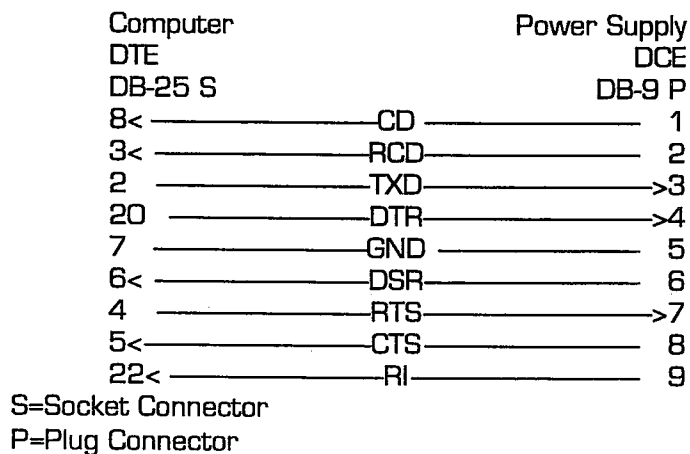 Computer Power Supply
DTE DCE
DB-25 S DB-9 P
8< CD 1
3< RCD 2
2 TXD >3
20 DTR >4
7 GND 5
6< DSR 6
4 RTS >7
5< CTS 8
22< RI 9
S=Socket Connector
P=Plug Connector